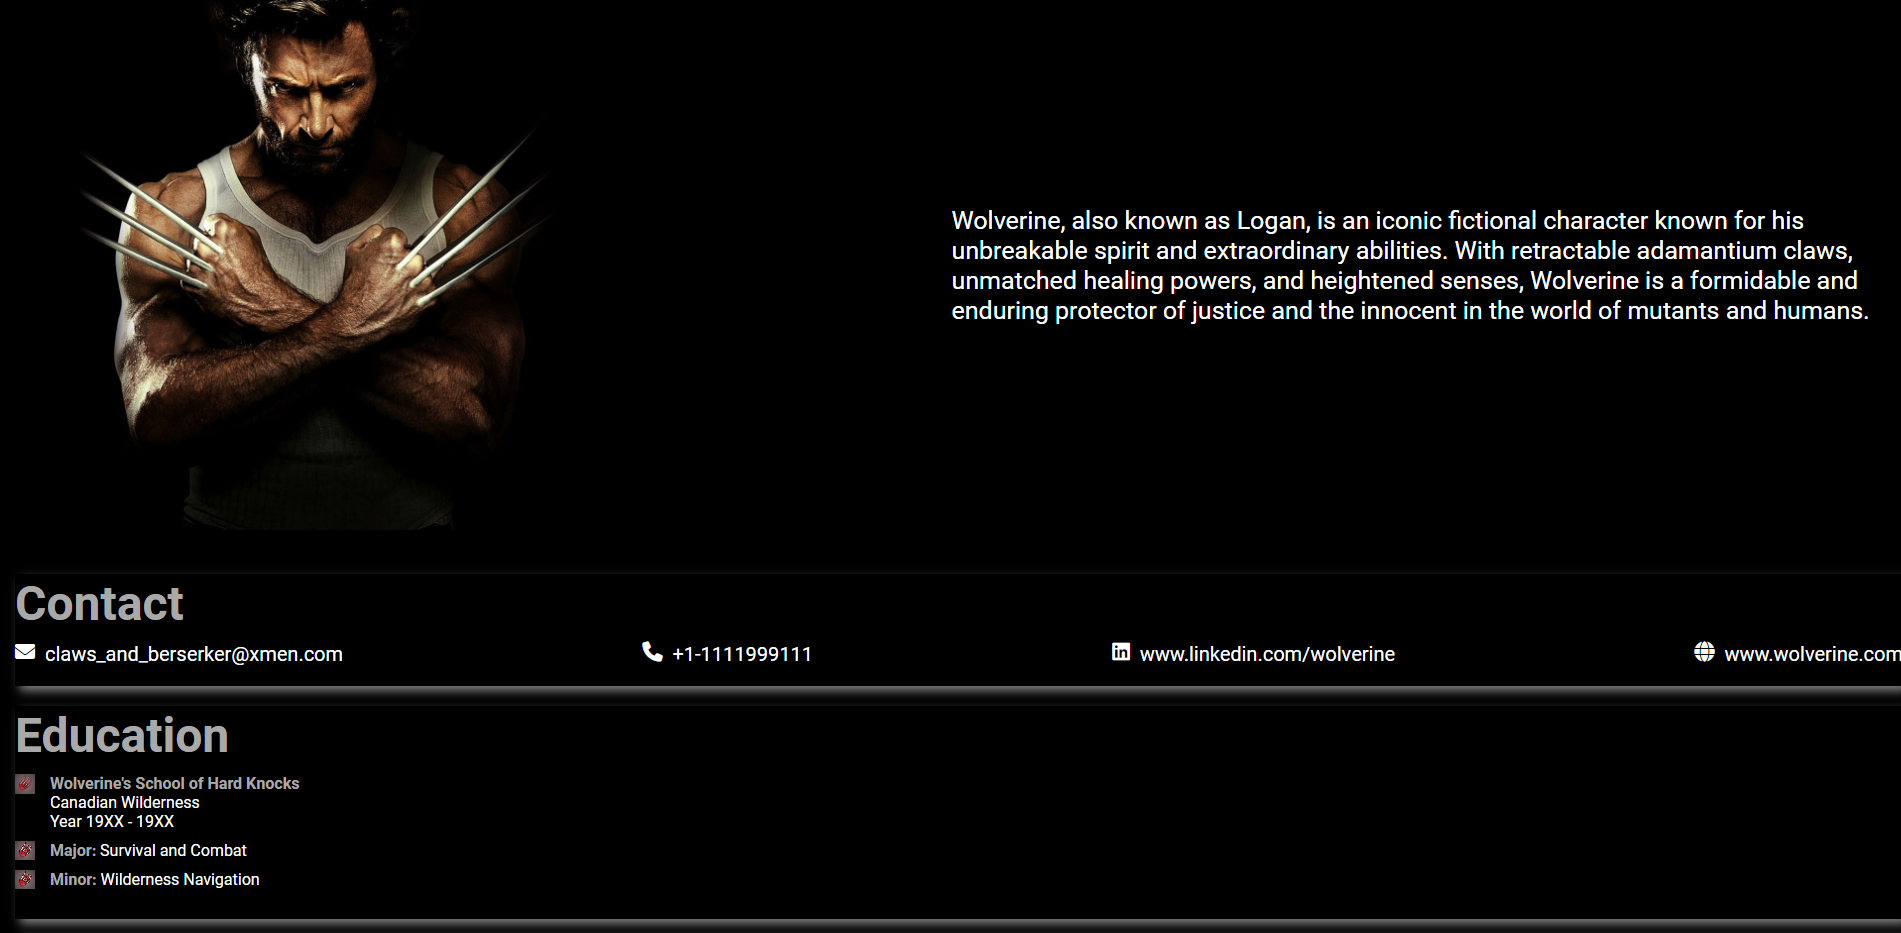 Wolverine, also known as Logan, is an iconic fictional character known for his
unbreakable spirit and extraordinary abilities. With retractable adamantium claws,
unmatched healing powers, and heightened senses, Wolverine is a formidable and
enduring protector of justice and the innocent in the world of mutants and humans.
Contact
claws_and_berserker@xmen.com
+1-1111999111
www.linkedin.com/wolverine
www.wolverine.com
Education
Wolverine's School of Hard Knocks
Canadian Wilderness
Year 19XX - 19XX
Major: Survival and Combat
Minor: Wilderness Navigation